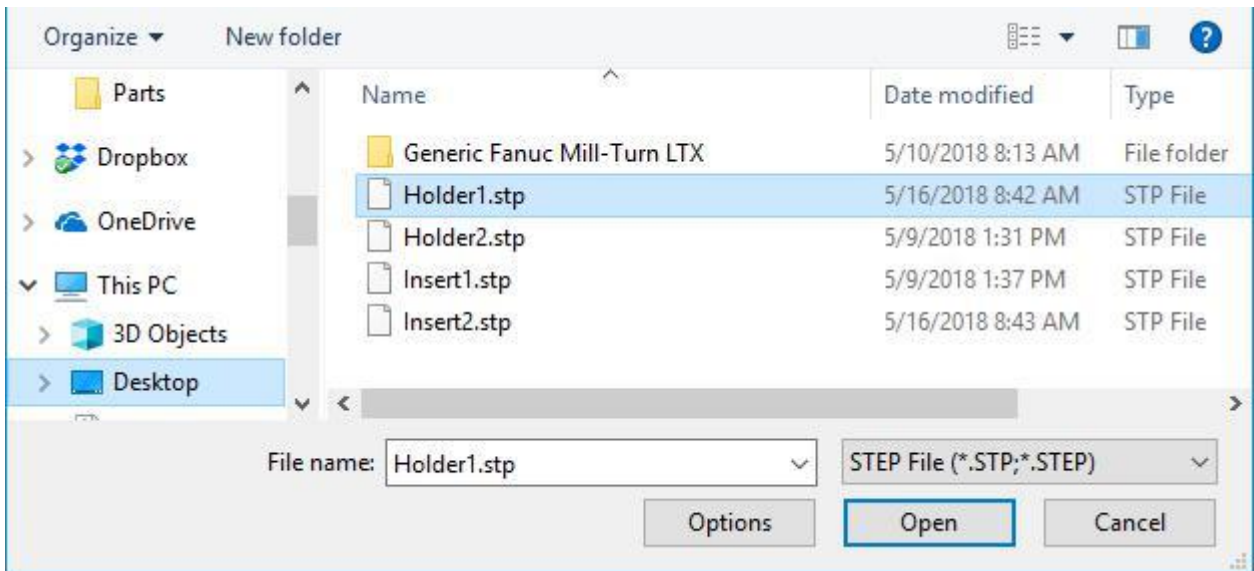 Organize New folder
Parts
Dropbox
OneDrive
This PC
3D Objects
Desktop
Name Date modified Type
Generic Fanuc Mill-Turn LTX 5/10/2018 8:13 AM File folder
Holder1.stp 5/16/2018 8:42 AM STP File
Holder2.stp 5/9/2018 1:31 PM STP File
Insert1.stp 5/9/2018 1:37 PM STP File
Insert2.stp 5/16/2018 8:43 AM STP File
File name: Holder1.stp STEP File (*.STP;*.STEP)
Options Open Cancel